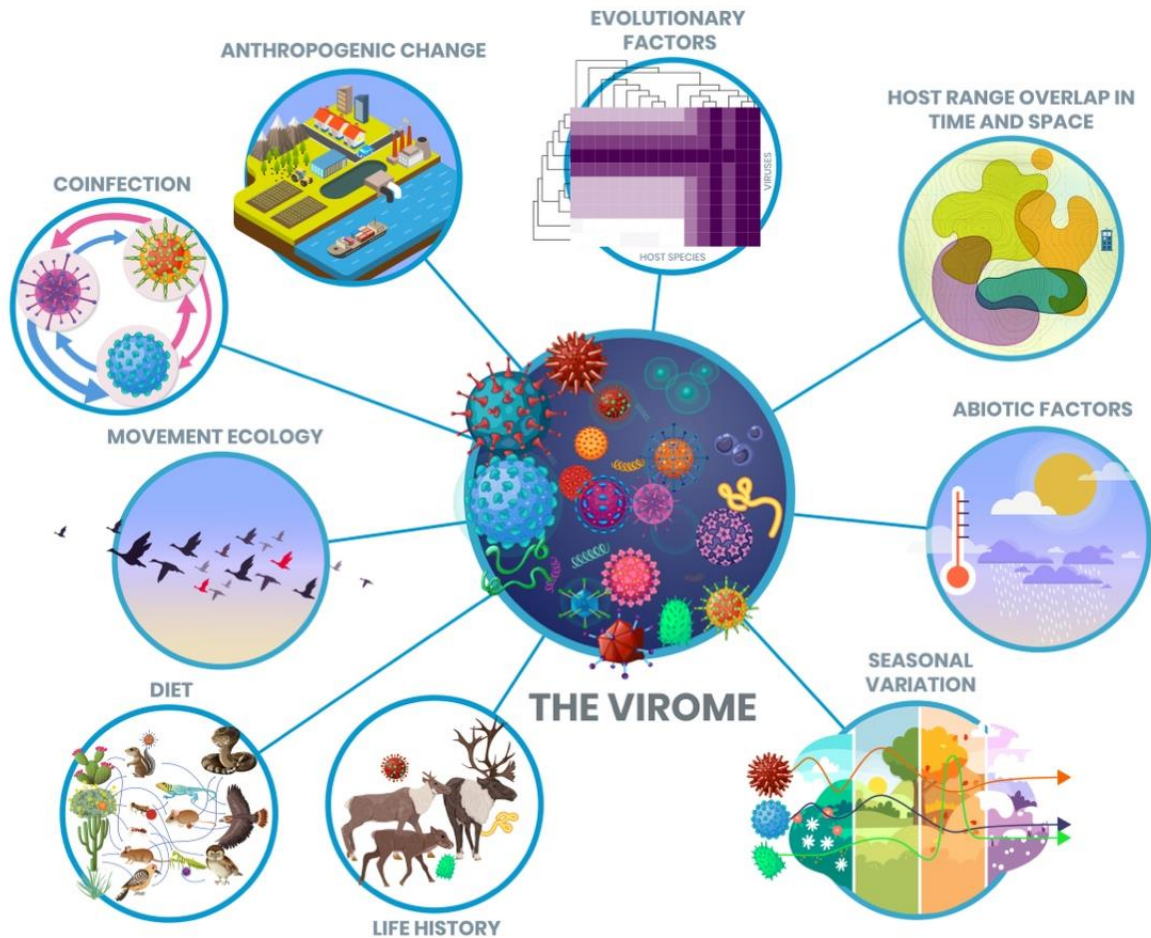 EVOLUTIONARY
FACTORS
ANTHROPOGENIC CHANGE
HOST RANGE OVERLAP IN
TIME AND SPACE
COINFECTION
VIRUSES
HOST SPECIES
MOVEMENT ECOLOGY
ABIOTIC FACTORS
DIET
THE VIROME
SEASONAL
VARIATION
LIFE HISTORY